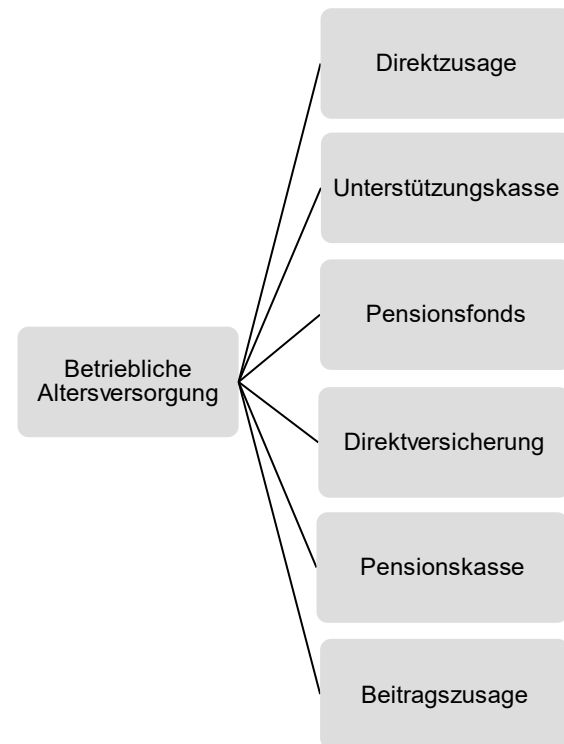 Direktzusage
Unterstützungskasse
Pensionsfonds
Betriebliche
Altersversorgung
Direktversicherung
Pensionskasse
Beitragszusage